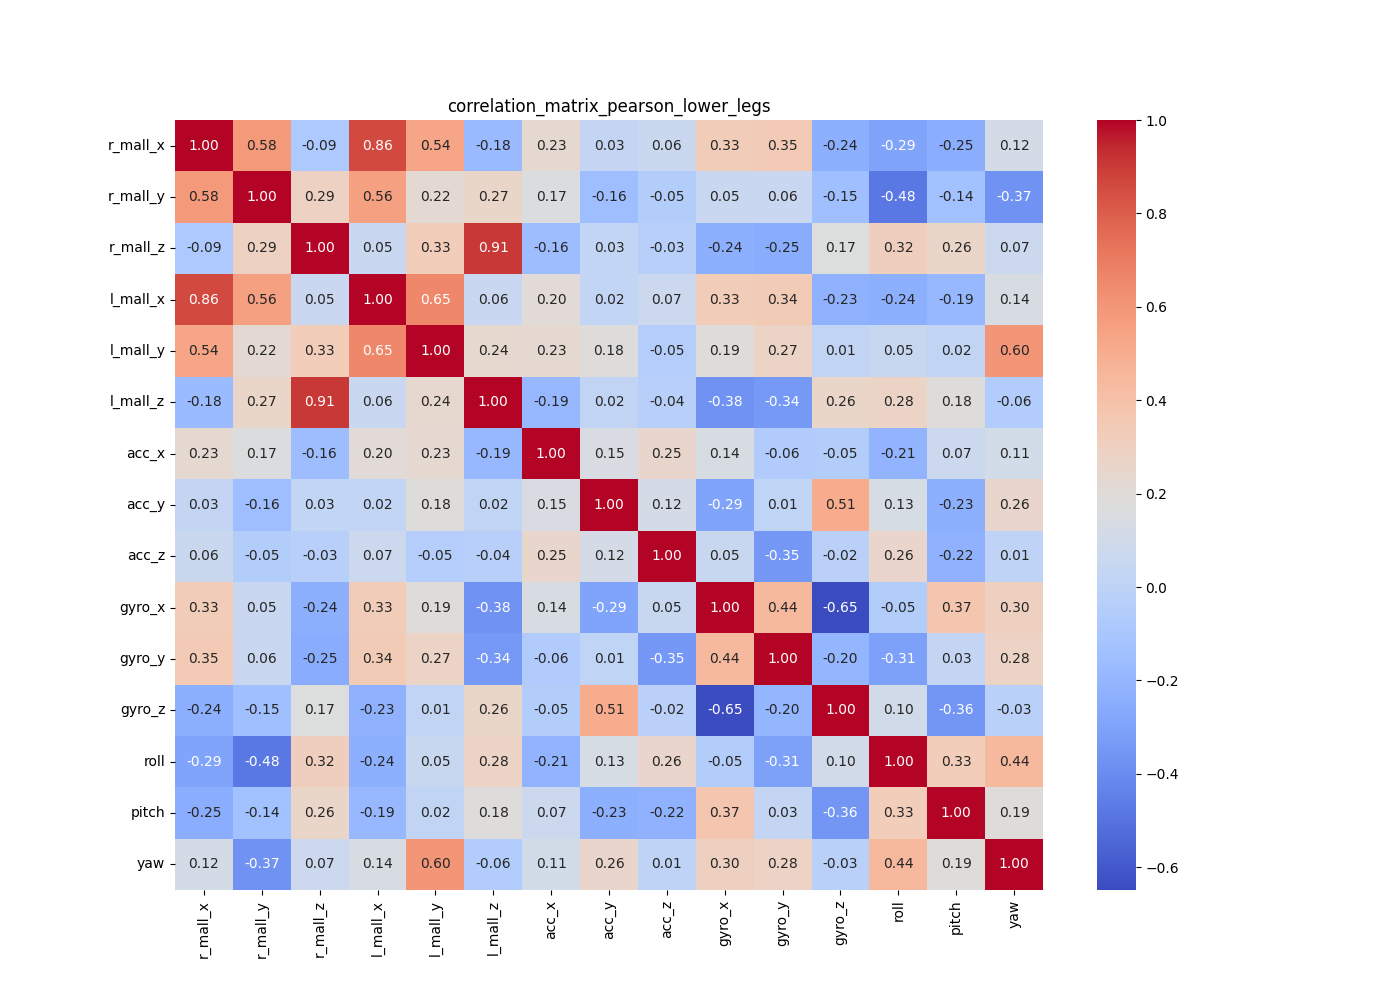 correlation_matrix_pearson_lower_legs
r_mall_x 1.00 0.58 -0.09 0.86 0.54 -0.18 0.23 0.03 0.06 0.33 0.35 -0.24 -0.29 -0.25 0.12
r_mall_y 0.58 1.00 0.29 0.56 0.22 0.27 0.17 -0.16 -0.05 0.05 0.06 -0.15 -0.48 -0.14 -0.37
r_mall_z -0.09 0.29 1.00 0.05 0.33 0.91 -0.16 0.03 -0.03 -0.24 -0.25 0.17 0.32 0.26 0.07
l_mall_x 0.86 0.56 0.05 1.00 0.65 0.06 0.20 0.02 0.07 0.33 0.34 -0.23 -0.24 -0.19 0.14
l_mall_y 0.54 0.22 0.33 0.65 1.00 0.24 0.23 0.18 -0.05 0.19 0.27 0.01 0.05 0.02 0.60
l_mall_z -0.18 0.27 0.91 0.06 0.24 1.00 -0.19 0.02 -0.04 -0.38 -0.34 0.26 0.28 0.18 -0.06
acc_x 0.23 0.17 -0.16 0.20 0.23 -0.19 1.00 0.15 0.25 0.14 -0.06 -0.05 -0.21 0.07 0.11
acc_y 0.03 -0.16 0.03 0.02 0.18 0.02 0.15 1.00 0.12 -0.29 0.01 0.51 0.13 -0.23 0.26
acc_z 0.06 -0.05 -0.03 0.07 -0.05 -0.04 0.25 0.12 1.00 0.05 -0.35 -0.02 0.26 -0.22 0.01
gyro_x 0.33 0.05 -0.24 0.33 0.19 -0.38 0.14 -0.29 0.05 1.00 0.44 -0.65 -0.05 0.37 0.30
gyro_y 0.35 0.06 -0.25 0.34 0.27 -0.34 -0.06 0.01 -0.35 0.44 1.00 -0.20 -0.31 0.03 0.28
gyro_z -0.24 -0.15 0.17 -0.23 0.01 0.26 -0.05 0.51 -0.02 -0.65 -0.20 1.00 0.10 -0.36 -0.03
roll -0.29 -0.48 0.32 -0.24 0.05 0.28 -0.21 0.13 0.26 -0.05 -0.31 0.10 1.00 0.33 0.44
pitch -0.25 -0.14 0.26 -0.19 0.02 0.18 0.07 -0.23 -0.22 0.37 0.03 -0.36 0.33 1.00 0.19
yaw 0.12 -0.37 0.07 0.14 0.60 -0.06 0.11 0.26 0.01 0.30 0.28 -0.03 0.44 0.19 1.00
r_mall_x r_mall_y r_mall_z l_mall_x l_mall_y l_mall_z acc_x acc_y acc_z gyro_x gyro_y gyro_z roll pitch yaw
1.0
0.8
0.6
0.4
0.2
0.0
−0.2
−0.4
−0.6